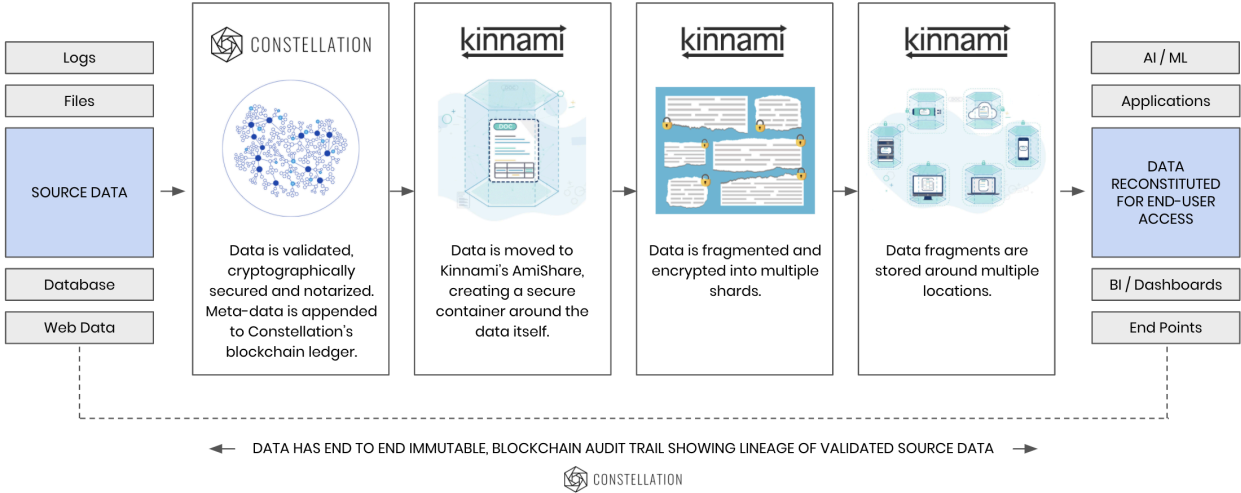 Logs
Files
SOURCE DATA
Database
Web Data
CONSTELLATION
Data is validated,
cryptographically
secured and notarized.
Meta-data is appended
to Constellation's
blockchain ledger.
kinnami
DOC
Data is moved to
Kinnami's AmiShare,
creating a secure
container around the
data itself.
kinnami
Data is fragmented and
encrypted into multiple
shards.
kinnami
Data fragments are
stored around multiple
locations.
AI / ML
Applications
DATA
RECONSTITUTED
FOR END-USER
ACCESS
BI / Dashboards
End Points
DATA HAS END TO END IMMUTABLE, BLOCKCHAIN AUDIT TRAIL SHOWING LINEAGE OF VALIDATED SOURCE DATA
CONSTELLATION